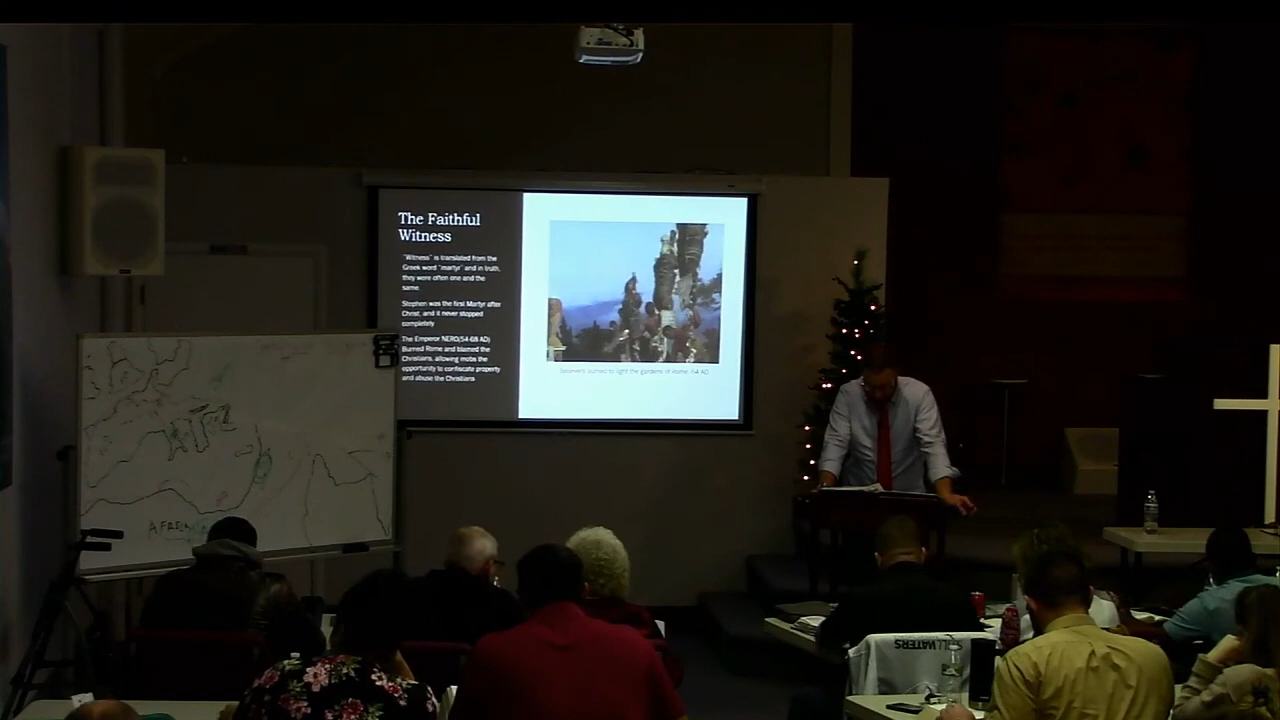 The Faithful
Witness
"Witness" is translated from the
Greek word "martyr" and in truth,
they were often one and the
same.
Stephen was the first Martyr after
Christ, and it never stopped
completely
The Emperor NERO(54-68 AD)
Burned Rome and blamed the
Christians, allowing mobs the
opportunity to confiscate property
and abuse the Christians
believers burned to light the gardens of Rome, 64 AD
AFRICA
STILL WATERS